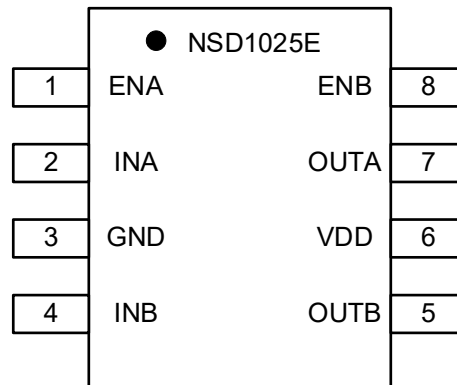 NSD1025E
1 ENA ENB 8
2 INA OUTA 7
3 GND VDD 6
4 INB OUTB 5